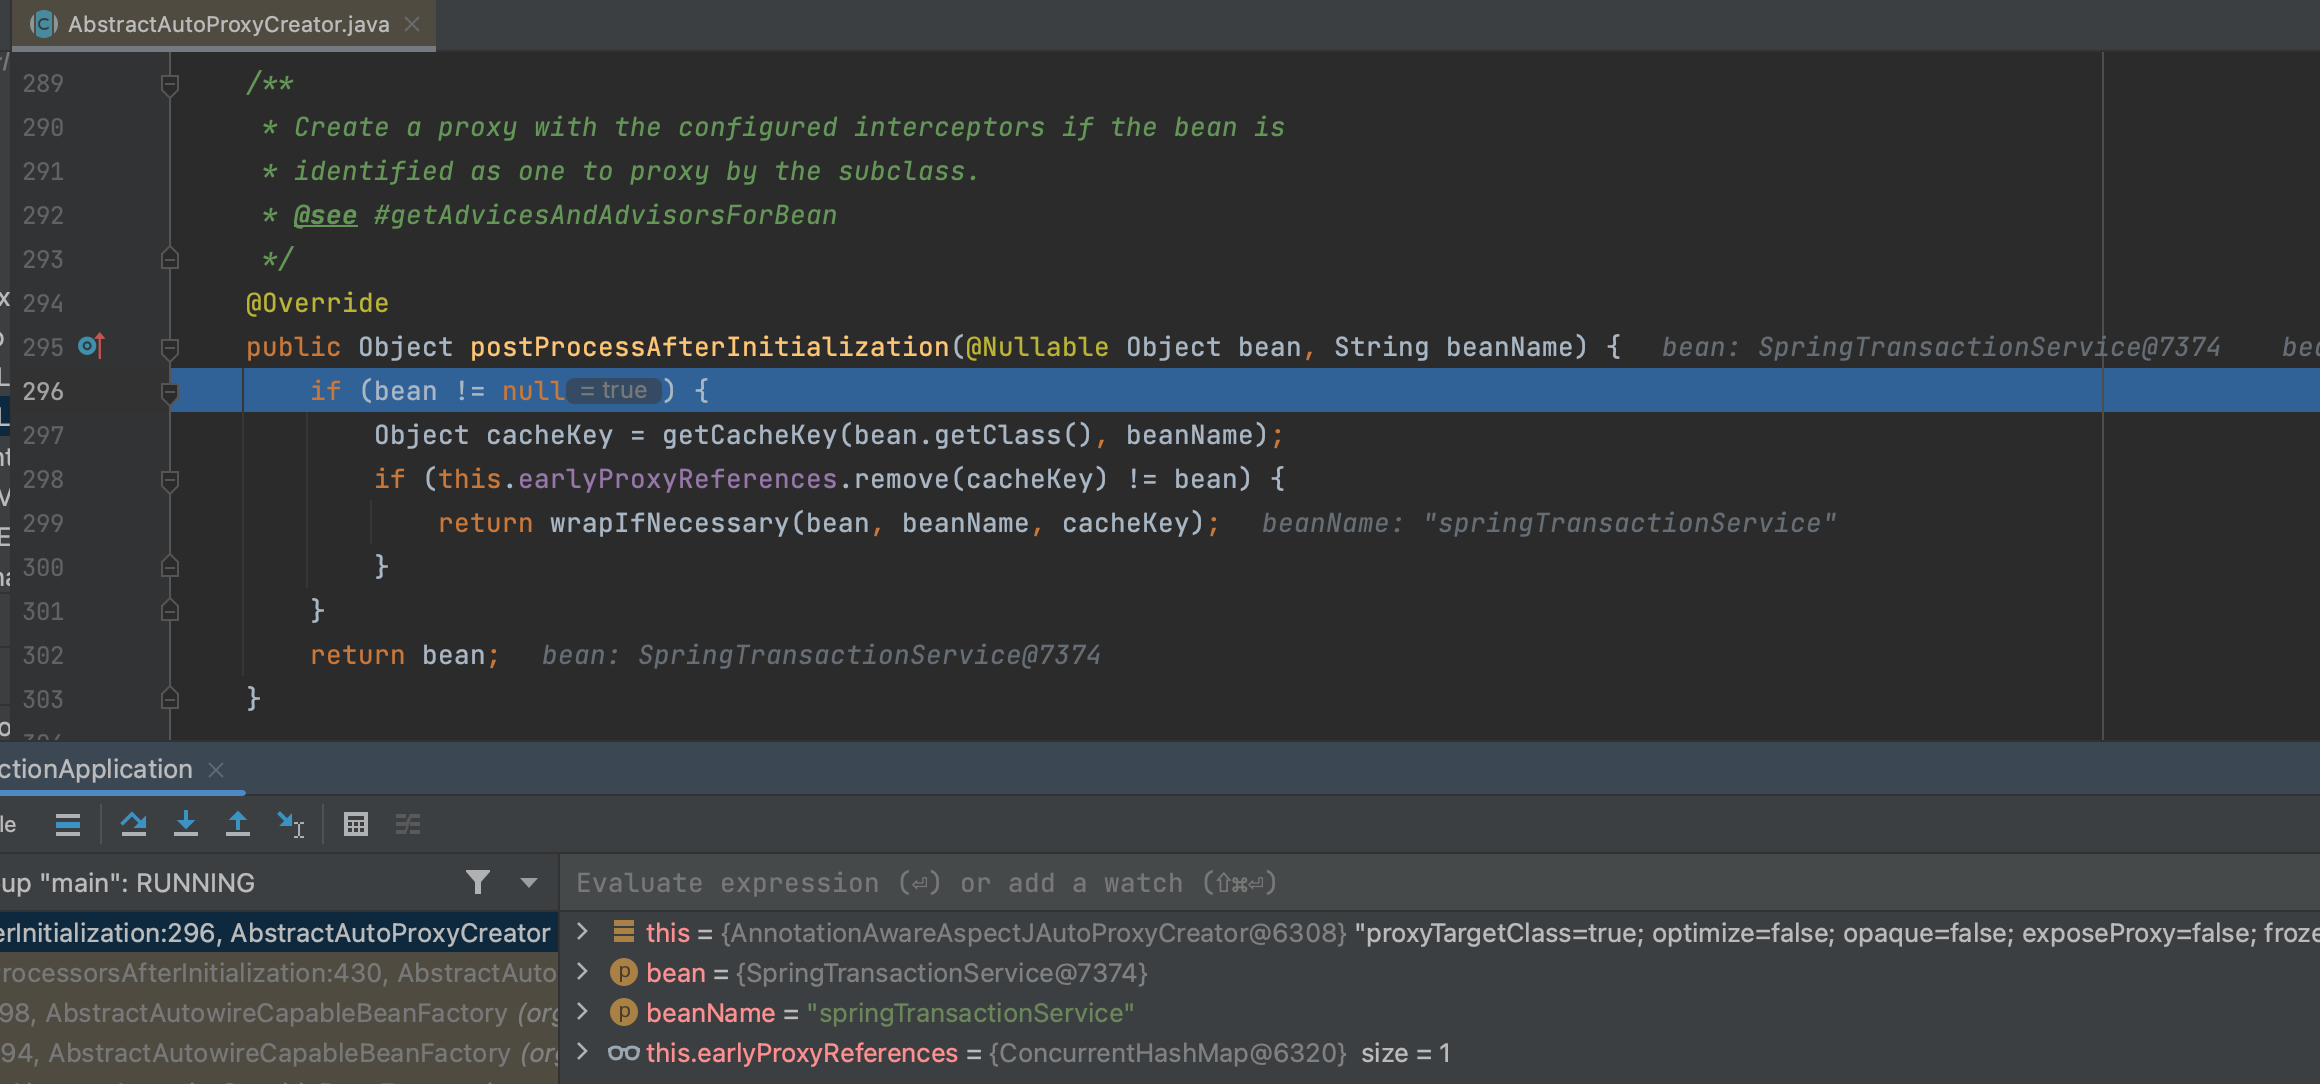 AbstractAutoProxyCreator.java
289 /**
290 * Create a proxy with the configured interceptors if the bean is
291 * identified as one to proxy by the subclass.
292 * @see #getAdvicesAndAdvisorsForBean
293 */
294 @Override
295 public Object postProcessAfterInitialization(@Nullable Object bean, String beanName) { bean: SpringTransactionService@7374
296 if (bean != null = true ) {
297 Object cacheKey = getCacheKey(bean.getClass(), beanName);
298 if (this.earlyProxyReferences.remove(cacheKey) != bean) {
299 return wrapIfNecessary(bean, beanName, cacheKey); beanName: "springTransactionService"
300 }
301 }
302 return bean; bean: SpringTransactionService@7374
303 }
ctionApplication
le
up "main": RUNNING
Evaluate expression (⏎) or add a watch (⇧⌘⏎)
erInitialization:296, AbstractAutoProxyCreator
this = {AnnotationAwareAspectJAutoProxyCreator@6308} "proxyTargetClass=true; optimize=false; opaque=false; exposeProxy=false; froze
rocessorsAfterInitialization:430, AbstractAuto
bean = {SpringTransactionService@7374}
98, AbstractAutowireCapableBeanFactory (org
beanName = "springTransactionService"
94, AbstractAutowireCapableBeanFactory (org
this.earlyProxyReferences = {ConcurrentHashMap@6320} size = 1